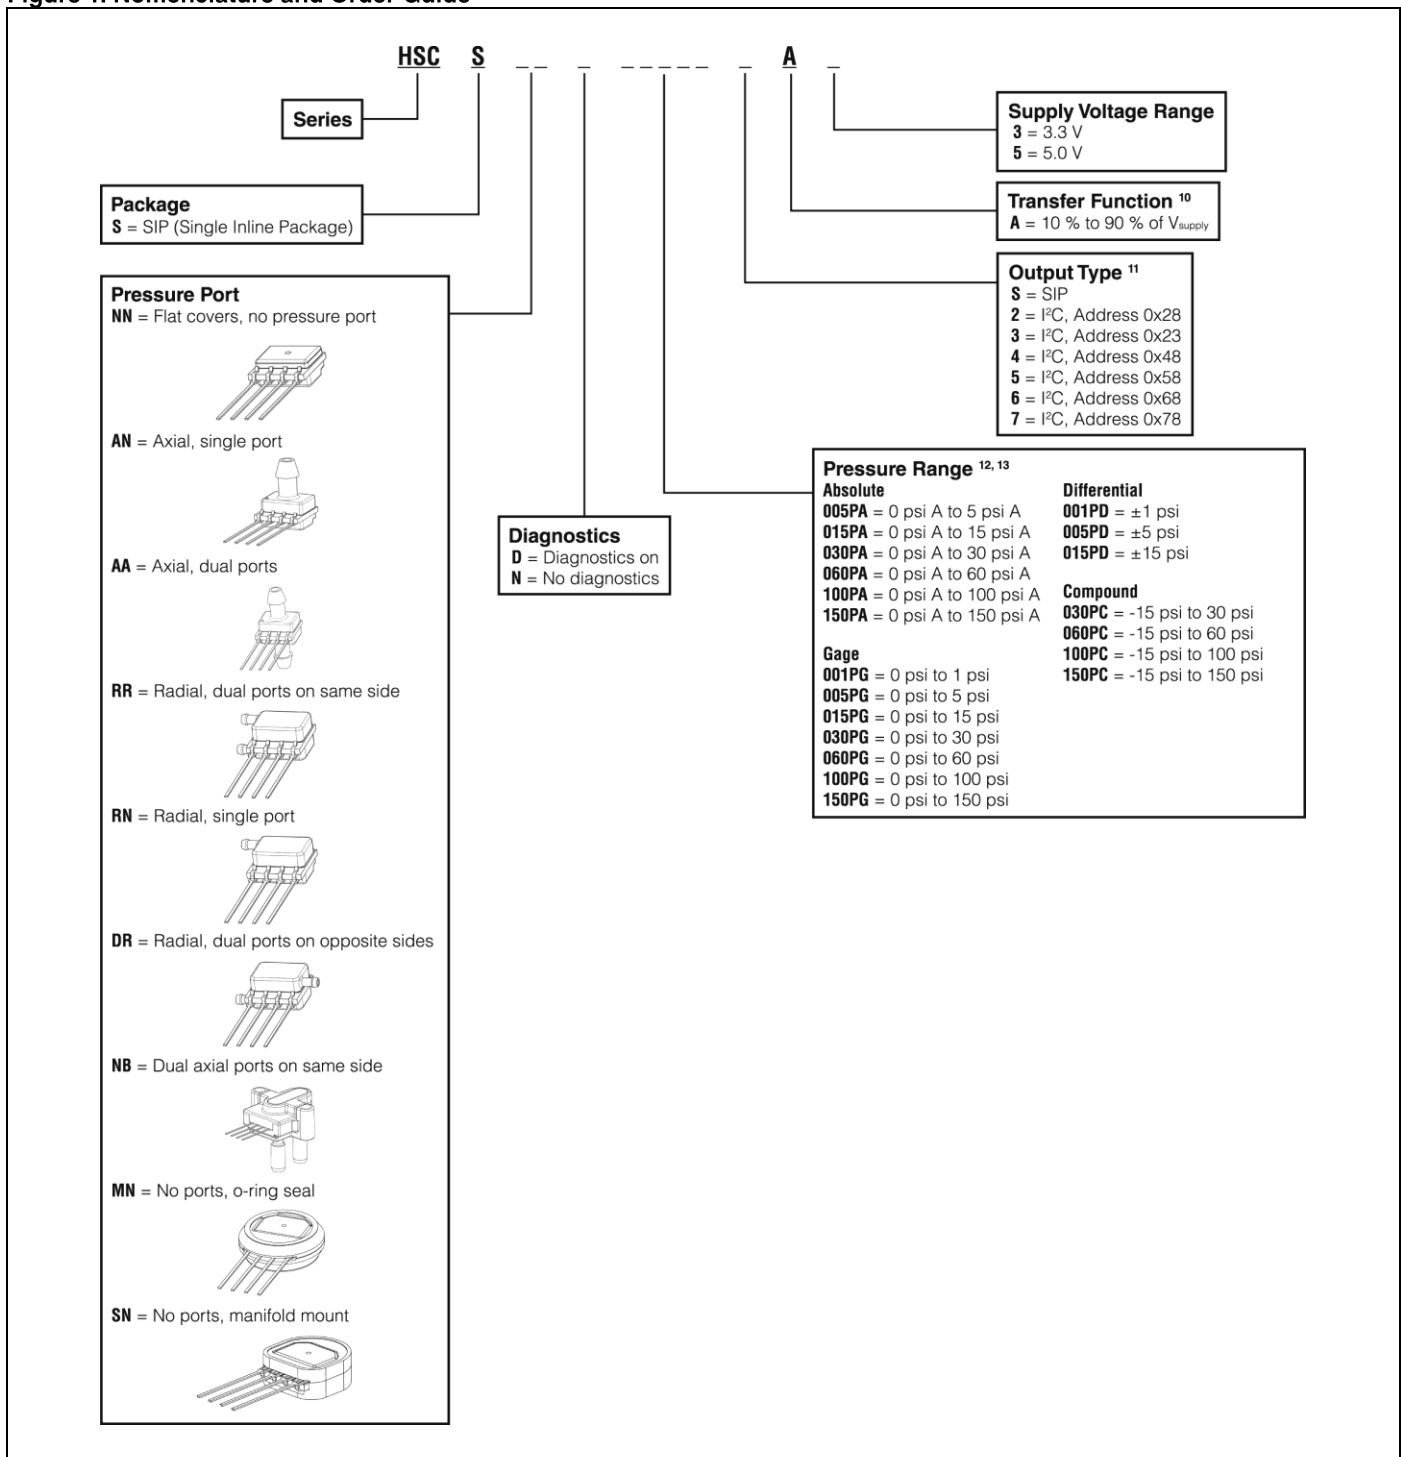 Figure 1. Nomenclature and Order Guide
HSC S _ _ _ _ _ _ _ _ _ A _
Series
Package
S = SIP (Single Inline Package)
Pressure Port
NN = Flat covers, no pressure port
AN = Axial, single port
AA = Axial, dual ports
RR = Radial, dual ports on same side
RN = Radial, single port
DR = Radial, dual ports on opposite sides
NB = Dual axial ports on same side
MN = No ports, o-ring seal
SN = No ports, manifold mount
Diagnostics
D = Diagnostics on
N = No diagnostics
Supply Voltage Range
3 = 3.3 V
5 = 5.0 V
Transfer Function ¹⁰
A = 10 % to 90 % of Vsupply
Output Type ¹¹
S = SIP
2 = I²C, Address 0x28
3 = I²C, Address 0x23
4 = I²C, Address 0x48
5 = I²C, Address 0x58
6 = I²C, Address 0x68
7 = I²C, Address 0x78
Pressure Range ¹²,¹³
Absolute
005PA = 0 psi A to 5 psi A
015PA = 0 psi A to 15 psi A
030PA = 0 psi A to 30 psi A
060PA = 0 psi A to 60 psi A
100PA = 0 psi A to 100 psi A
150PA = 0 psi A to 150 psi A
Gage
001PG = 0 psi to 1 psi
005PG = 0 psi to 5 psi
015PG = 0 psi to 15 psi
030PG = 0 psi to 30 psi
060PG = 0 psi to 60 psi
100PG = 0 psi to 100 psi
150PG = 0 psi to 150 psi
Differential
001PD = ±1 psi
005PD = ±5 psi
015PD = ±15 psi
Compound
030PC = -15 psi to 30 psi
060PC = -15 psi to 60 psi
100PC = -15 psi to 100 psi
150PC = -15 psi to 150 psi